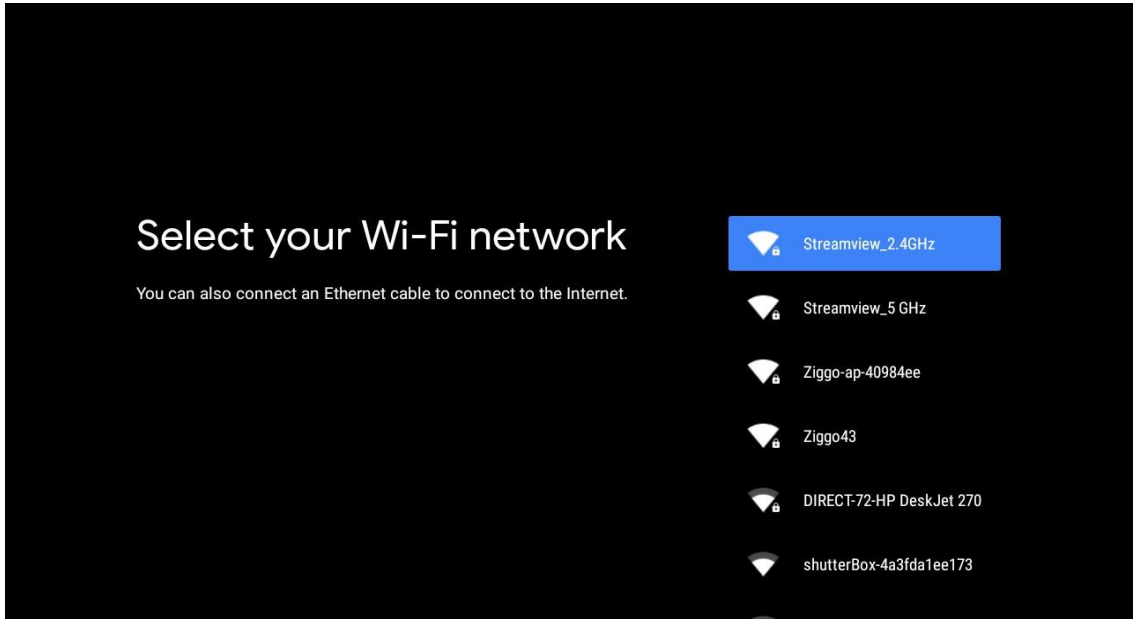 Select your Wi-Fi network
You can also connect an Ethernet cable to connect to the Internet.
Streamview_2.4GHz
Streamview_5 GHz
Ziggo-ap-40984ee
Ziggo43
DIRECT-72-HP DeskJet 270
shutterBox-4a3fda1ee173